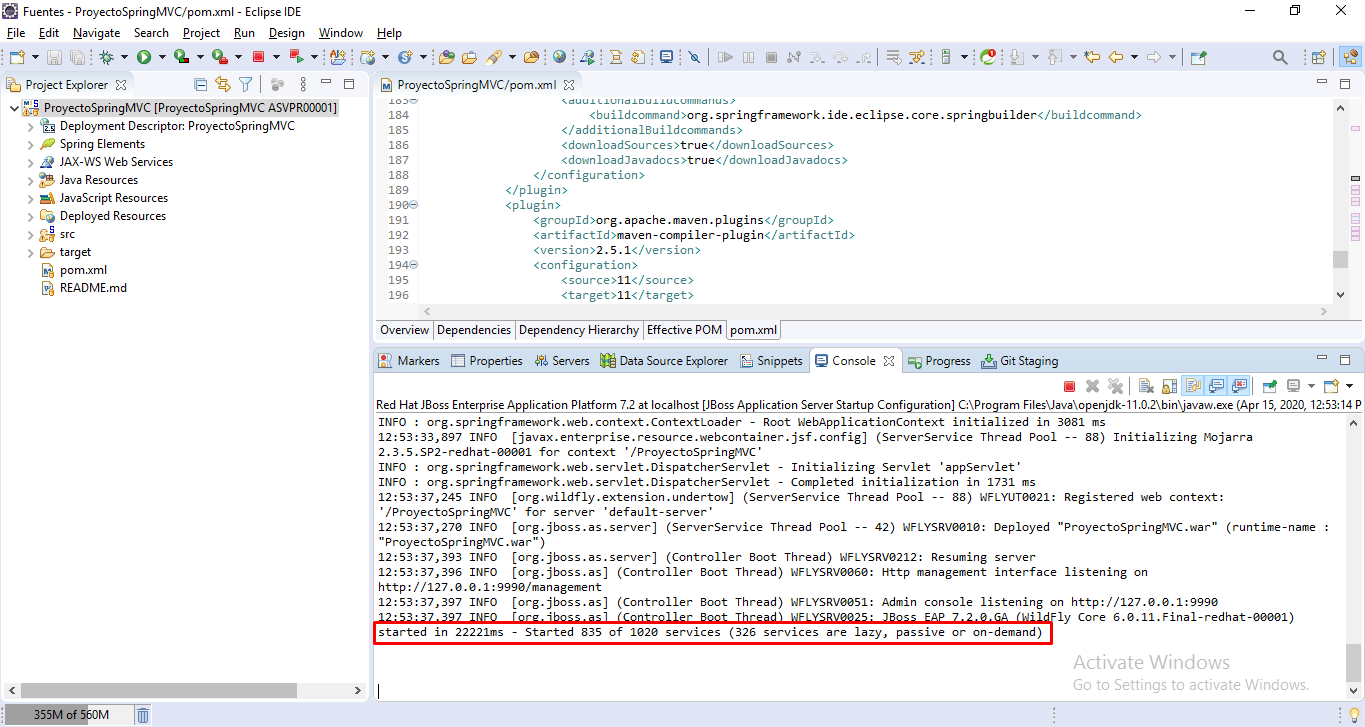 Fuentes - ProyectoSpringMVC/pom.xml - Eclipse IDE
File Edit Navigate Search Project Run Design Window Help
Project Explorer
ProyectoSpringMVC [ProyectoSpringMVC ASVPR00001]
Deployment Descriptor: ProyectoSpringMVC
Spring Elements
JAX-WS Web Services
Java Resources
JavaScript Resources
Deployed Resources
src
target
pom.xml
README.md
ProyectoSpringMVC/pom.xml
183 <additionalBuildcommands>
184 <buildcommand>org.springframework.ide.eclipse.core.springbuilder</buildcommand>
185 </additionalBuildcommands>
186 <downloadSources>true</downloadSources>
187 <downloadJavadocs>true</downloadJavadocs>
188 </configuration>
189 </plugin>
190 <plugin>
191 <groupId>org.apache.maven.plugins</groupId>
192 <artifactId>maven-compiler-plugin</artifactId>
193 <version>2.5.1</version>
194 <configuration>
195 <source>11</source>
196 <target>11</target>
Overview Dependencies Dependency Hierarchy Effective POM pom.xml
Markers Properties Servers Data Source Explorer Snippets Console Progress Git Staging
Red Hat JBoss Enterprise Application Platform 7.2 at localhost [JBoss Application Server Startup Configuration] C:\Program Files\Java\openjdk-11.0.2\bin\javaw.exe (Apr 15, 2020, 12:53:14 P
INFO : org.springframework.web.context.ContextLoader - Root WebApplicationContext initialized in 3081 ms
12:53:33,897 INFO [javax.enterprise.resource.webcontainer.jsf.config] (ServerService Thread Pool -- 88) Initializing Mojarra
2.3.5.SP2-redhat-00001 for context '/ProyectoSpringMVC'
INFO : org.springframework.web.servlet.DispatcherServlet - Initializing Servlet 'appServlet'
INFO : org.springframework.web.servlet.DispatcherServlet - Completed initialization in 1731 ms
12:53:37,245 INFO [org.wildfly.extension.undertow] (ServerService Thread Pool -- 88) WFLYUT0021: Registered web context:
'/ProyectoSpringMVC' for server 'default-server'
12:53:37,270 INFO [org.jboss.as.server] (ServerService Thread Pool -- 42) WFLYSRV0010: Deployed "ProyectoSpringMVC.war" (runtime-name :
"ProyectoSpringMVC.war")
12:53:37,393 INFO [org.jboss.as.server] (Controller Boot Thread) WFLYSRV0212: Resuming server
12:53:37,396 INFO [org.jboss.as] (Controller Boot Thread) WFLYSRV0060: Http management interface listening on
http://127.0.0.1:9990/management
12:53:37,397 INFO [org.jboss.as] (Controller Boot Thread) WFLYSRV0051: Admin console listening on http://127.0.0.1:9990
12:53:37,397 INFO [org.jboss.as] (Controller Boot Thread) WFLYSRV0025: JBoss EAP 7.2.0.GA (WildFly Core 6.0.11.Final-redhat-00001)
started in 22221ms - Started 835 of 1020 services (326 services are lazy, passive or on-demand)
Activate Windows
Go to Settings to activate Windows.
355M of 560M